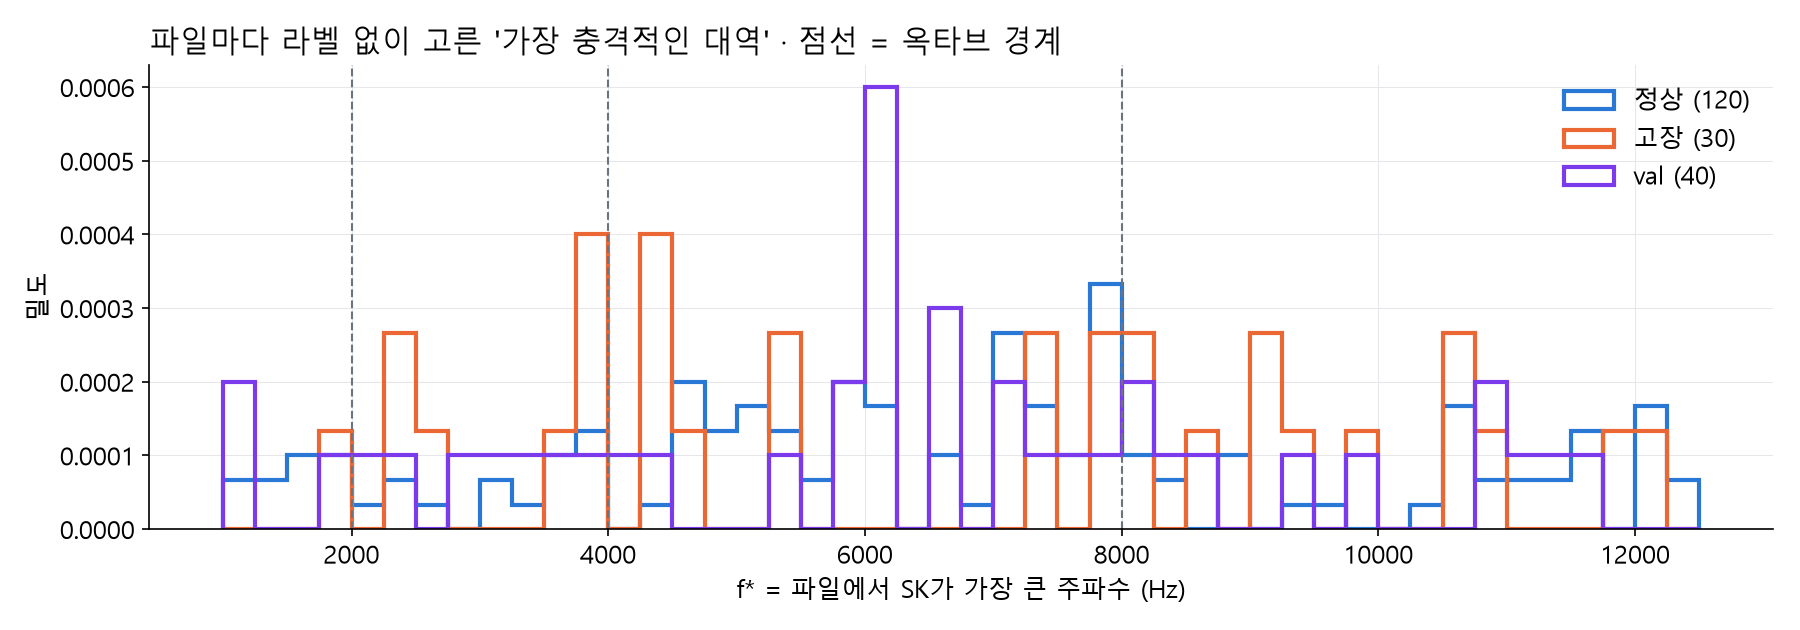 파일마다 라벨 없이 고른 '가장 충격적인 대역' · 점선 = 옥타브 경계
0.0006
0.0005
0.0004
0.0003
0.0002
0.0001
0.0000
밀도
정상 (120)
고장 (30)
val (40)
2000
4000
6000
8000
10000
12000
f* = 파일에서 SK가 가장 큰 주파수 (Hz)